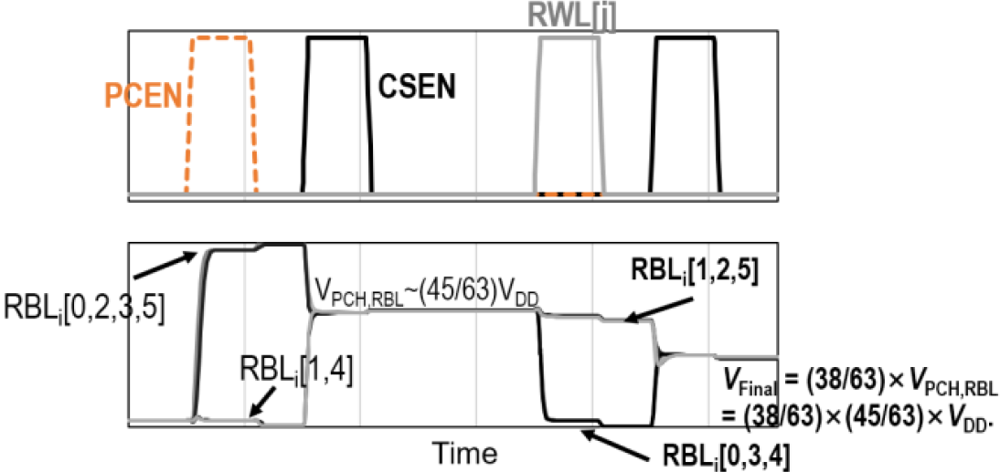 RWL[j]
PCEN
CSEN
RBLi[0,2,3,5]
VPCH,RBL~(45/63)VDD
RBLi[1,2,5]
RBLi[1,4]
VFinal = (38/63)×VPCH,RBL
= (38/63)×(45/63)×VDD.
RBLi[0,3,4]
Time